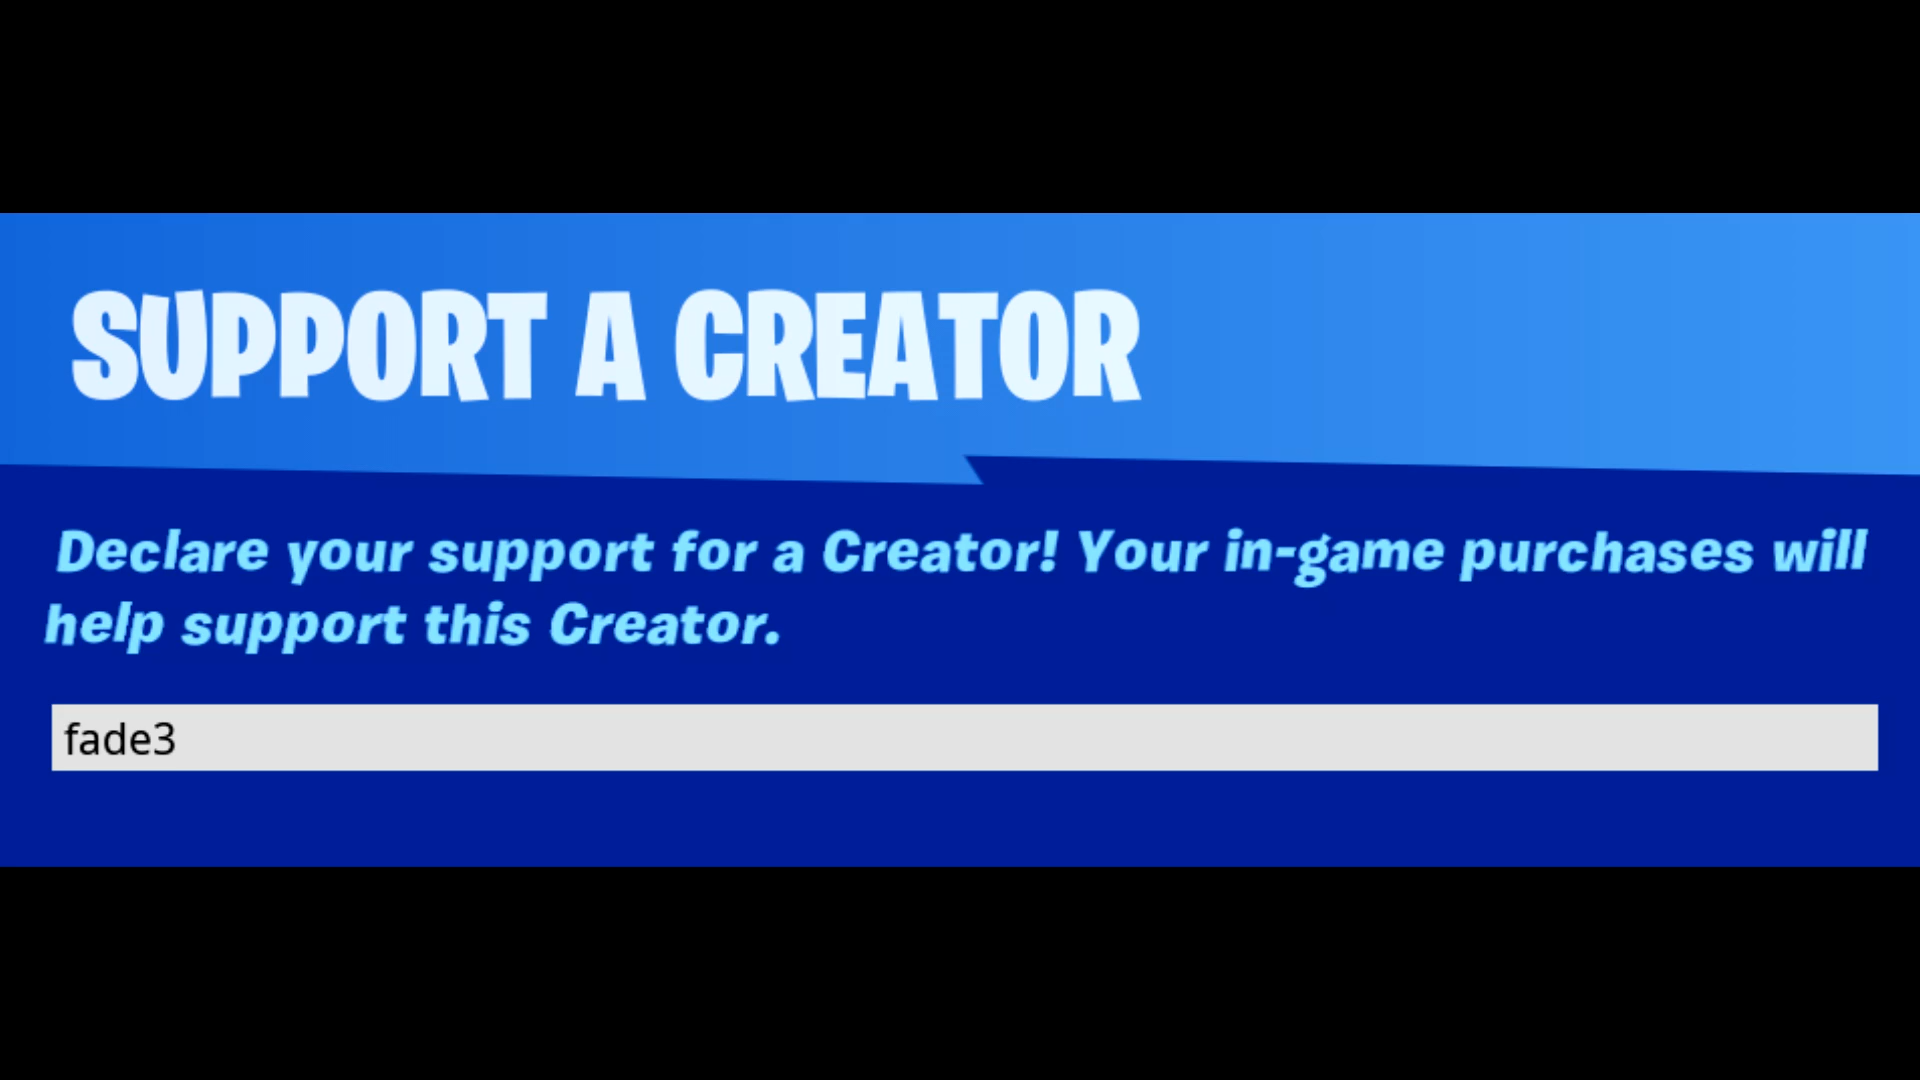 SUPPORT A CREATOR
Declare your support for a Creator! Your in-game purchases will
help support this Creator.
fade3